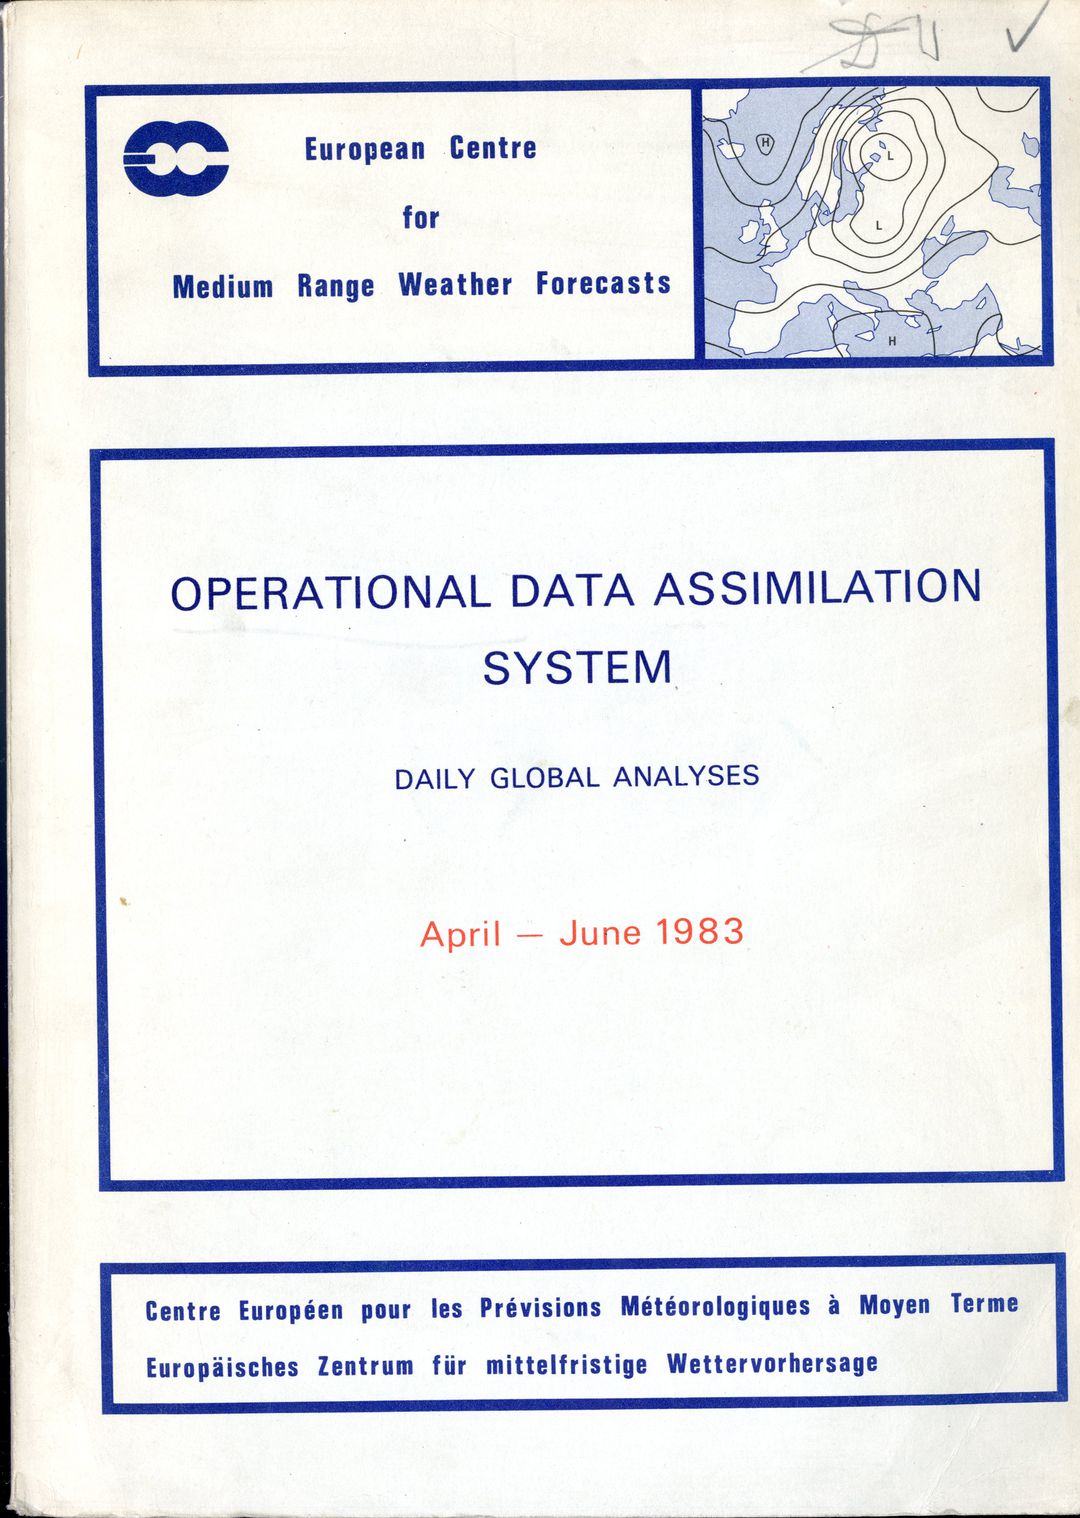 European Centre
for
Medium Range Weather Forecasts
H
L
L
H
OPERATIONAL DATA ASSIMILATION
SYSTEM
DAILY GLOBAL ANALYSES
April — June 1983
Centre Européen pour les Prévisions Météorologiques à Moyen Terme
Europäisches Zentrum für mittelfristige Wettervorhersage